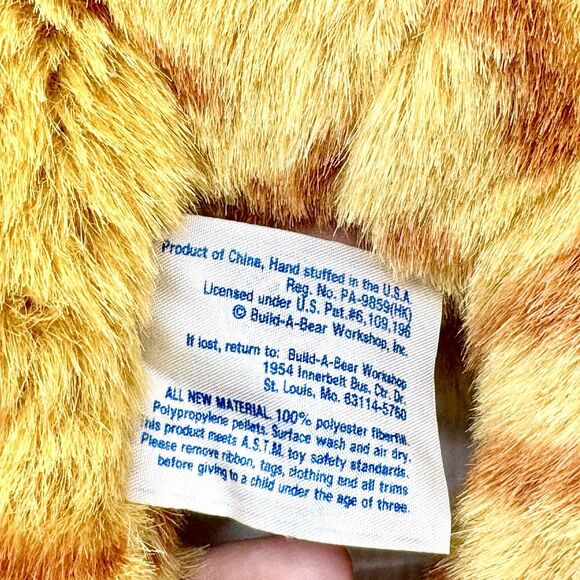 Product of China, Hand stuffed in the U.S.A.
Reg. No. PA-9859(HK)
Licensed under U.S. Pat.#6,109,196
© Build-A-Bear Workshop, Inc.
If lost, return to: Build-A-Bear Workshop
1954 Innerbelt Bus. Ctr. Dr.
St. Louis, Mo. 63114-5760
ALL NEW MATERIAL. 100% polyester fiberfill.
Polypropylene pellets. Surface wash and air dry.
his product meets A.S.T.M. toy safety standards.
Please remove ribbon, tags, clothing and all trims
before giving to a child under the age of three.